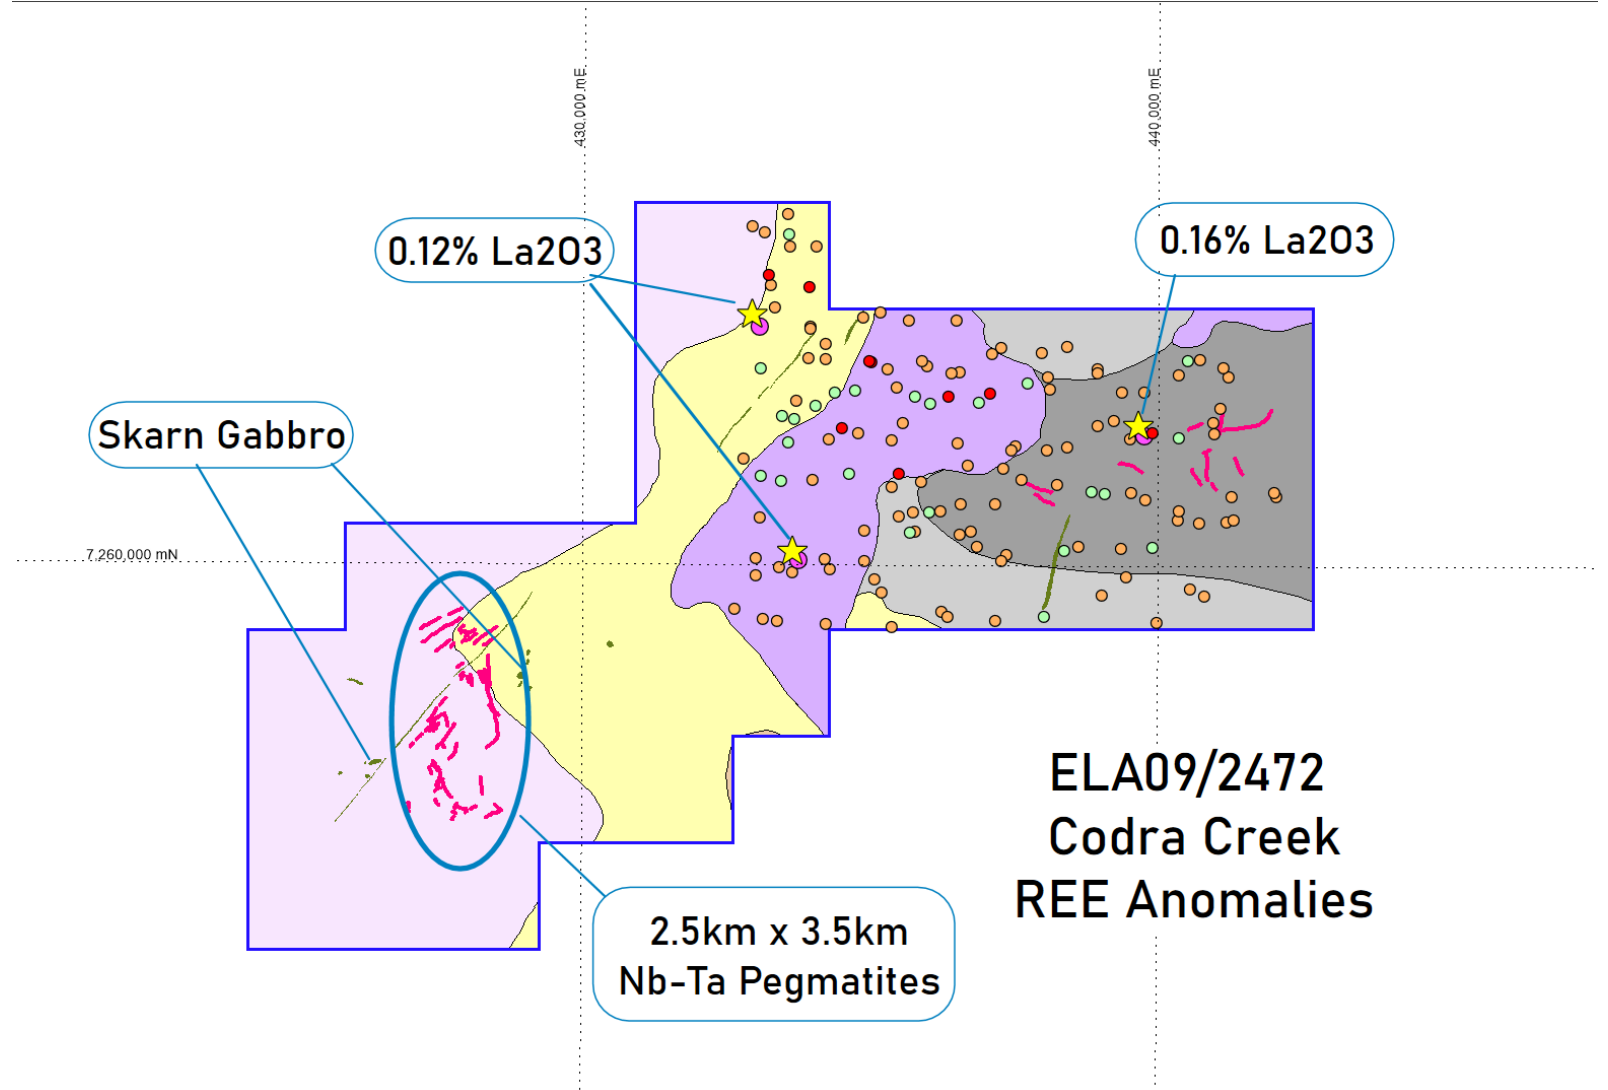 430,000 mE
440,000 mE
0.12% La2O3
0.16% La2O3
Skarn Gabbro
7,260,000 mN
ELA09/2472
Codra Creek
REE Anomalies
2.5km x 3.5km
Nb-Ta Pegmatites